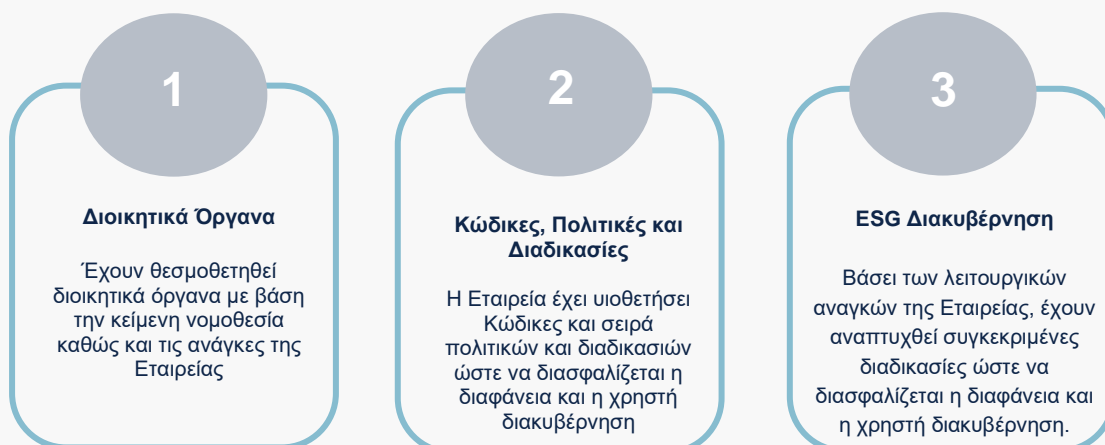 1
Διοικητικά Όργανα
Έχουν θεσμοθετηθεί
διοικητικά όργανα με βάση
την κείμενη νομοθεσία
καθώς και τις ανάγκες της
Εταιρείας
2
Κώδικες, Πολιτικές και
Διαδικασίες
Η Εταιρεία έχει υιοθετήσει
Κώδικες και σειρά
πολιτικών και διαδικασιών
ώστε να διασφαλίζεται η
διαφάνεια και η χρηστή
διακυβέρνηση
3
ESG Διακυβέρνηση
Βάσει των λειτουργικών
αναγκών της Εταιρείας, έχουν
αναπτυχθεί συγκεκριμένες
διαδικασίες ώστε να
διασφαλίζεται η διαφάνεια και
η χρηστή διακυβέρνηση.